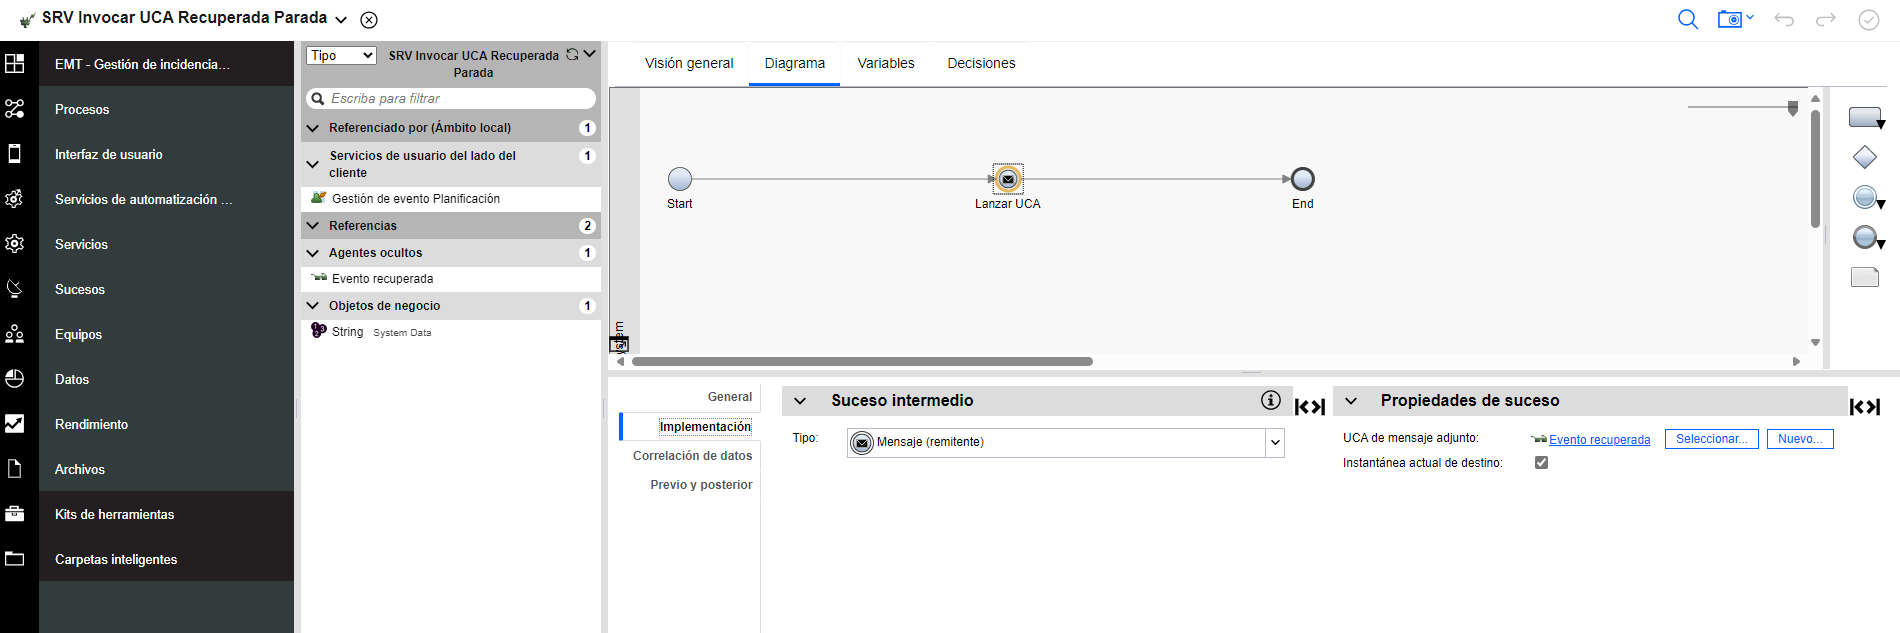 SRV Invocar UCA Recuperada Parada
EMT - Gestión de incidencia...
Procesos
Interfaz de usuario
Servicios de automatización ...
Servicios
Sucesos
Equipos
Datos
Rendimiento
Archivos
Kits de herramientas
Carpetas inteligentes
Tipo
SRV Invocar UCA Recuperada
Parada
Escriba para filtrar
Referenciado por (Ámbito local) 1
Servicios de usuario del lado del 1
cliente
Gestión de evento Planificación
Referencias 2
Agentes ocultos 1
Evento recuperada
Objetos de negocio 1
String System Data
Visión general Diagrama Variables Decisiones
Start
Lanzar UCA
End
General
Implementación
Correlación de datos
Previo y posterior
Suceso intermedio
Tipo: Mensaje (remitente)
Propiedades de suceso
UCA de mensaje adjunto: Evento recuperada Seleccionar... Nuevo...
Instantánea actual de destino: